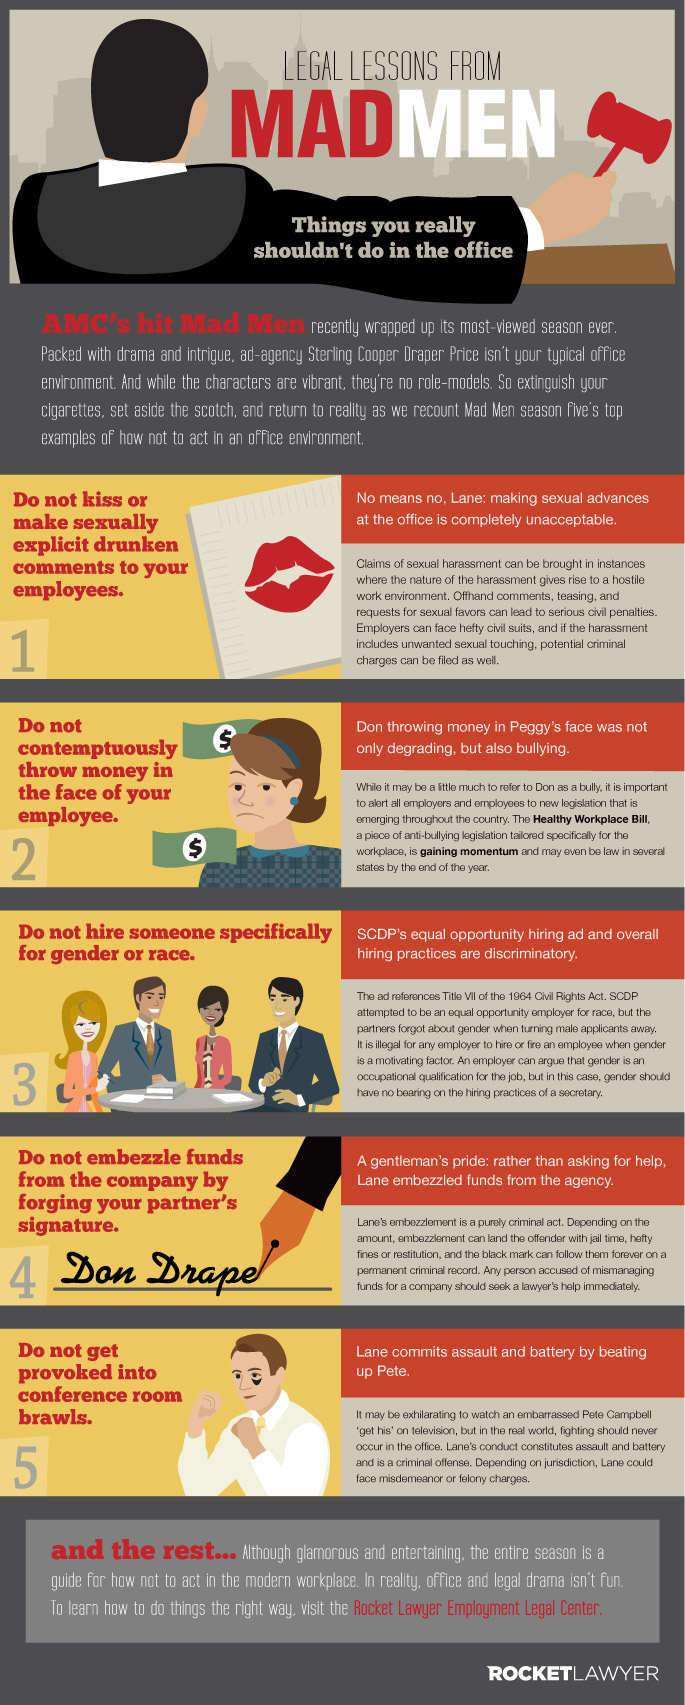 LEGAL LESSONS FROM
MADMEN
Things you really
shouldn't do in the office
AMC's hit Mad Men recently wrapped up its most-viewed season ever.
Packed with drama and intrigue, ad-agency Sterling Cooper Draper Price isn't your typical office
environment. And while the characters are vibrant, they're no role-models. So extinguish your
cigarettes, set aside the scotch, and return to reality as we recount Mad Men season five's top
examples of how not to act in an office environment.
Do not kiss or
make sexually
explicit drunken
comments to your
employees.
1
No means no, Lane: making sexual advances
at the office is completely unacceptable.
Claims of sexual harassment can be brought in instances
where the nature of the harassment gives rise to a hostile
work environment. Offhand comments, teasing, and
requests for sexual favors can lead to serious civil penalties.
Employers can face hefty civil suits, and if the harassment
includes unwanted sexual touching, potential criminal
charges can be filed as well.
Do not
contemptuously
throw money in
the face of your
employee.
2
$
$
Don throwing money in Peggy's face was not
only degrading, but also bullying.
While it may be a little much to refer to Don as a bully, it is important
to alert all employers and employees to new legislation that is
emerging throughout the country. The Healthy Workplace Bill,
a piece of anti-bullying legislation tailored specifically for the
workplace, is gaining momentum and may even be law in several
states by the end of the year.
Do not hire someone specifically
for gender or race.
3
SCDP's equal opportunity hiring ad and overall
hiring practices are discriminatory.
The ad references Title VII of the 1964 Civil Rights Act. SCDP
attempted to be an equal opportunity employer for race, but the
partners forgot about gender when turning male applicants away.
It is illegal for any employer to hire or fire an employee when gender
is a motivating factor. An employer can argue that gender is an
occupational qualification for the job, but in this case, gender should
have no bearing on the hiring practices of a secretary.
Do not embezzle funds
from the company by
forging your partner's
signature.
4
Don Drape
A gentleman's pride: rather than asking for help,
Lane embezzled funds from the agency.
Lane's embezzlement is a purely criminal act. Depending on the
amount, embezzlement can land the offender with jail time, hefty
fines or restitution, and the black mark can follow them forever on a
permanent criminal record. Any person accused of mismanaging
funds for a company should seek a lawyer's help immediately.
Do not get
provoked into
conference room
brawls.
5
Lane commits assault and battery by beating
up Pete.
It may be exhilarating to watch an embarrassed Pete Campbell
'get his' on television, but in the real world, fighting should never
occur in the office. Lane's conduct constitutes assault and battery
and is a criminal offense. Depending on jurisdiction, Lane could
face misdemeanor or felony charges.
and the rest... Although glamorous and entertaining, the entire season is a
guide for how not to act in the modern workplace. In reality, office and legal drama isn't fun.
To learn how to do things the right way, visit the Rocket Lawyer Employment Legal Center.
ROCKETLAWYER